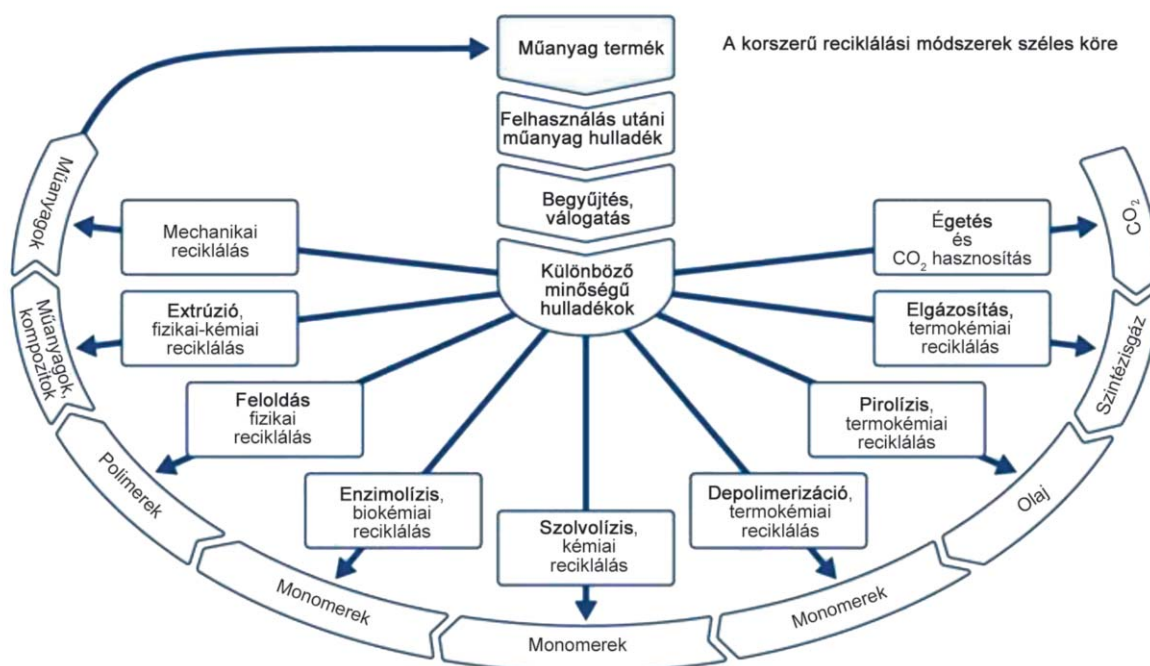 Műanyag termék
A korszerű reciklálási módszerek széles köre
Felhasználás utáni
műanyag hulladék
Begyűjtés,
válogatás
Különböző
minőségű
hulladékok
Mechanikai
reciklálás
Extrúzió,
fizikai-kémiai
reciklálás
Feloldás
fizikai
reciklálás
Enzimolízis,
biokémiai
reciklálás
Szolvolízis,
kémiai
reciklálás
Depolimerizáció,
termokémiai
reciklálás
Pirolízis,
termokémiai
reciklálás
Elgázosítás,
termokémiai
reciklálás
Égetés
és
CO₂ hasznosítás
Műanyagok
Műanyagok,
kompozitok
Polimerek
Monomerek
Monomerek
Monomerek
Olaj
Szintézisgáz
CO₂